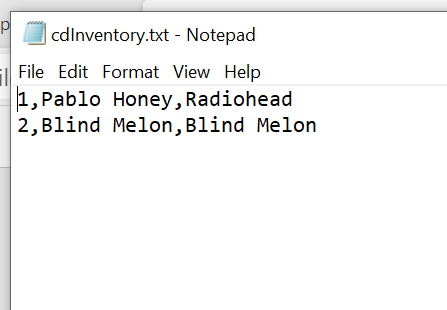 cdInventory.txt - Notepad
File Edit Format View Help
1,Pablo Honey,Radiohead
2,Blind Melon,Blind Melon